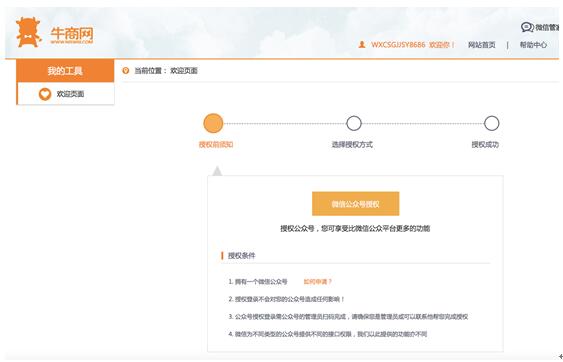 牛商网
WWW.NIUWW.COM
微信管家
WXCSGJJSY8686 欢迎你！ 网站首页 | 帮助中心
我的工具
当前位置： 欢迎页面
欢迎页面
授权前须知
选择授权方式
授权成功
微信公众号授权
授权公众号，您可享受比微信公众平台更多的功能
授权条件
1. 拥有一个微信公众号 如何申请？
2. 授权登录不会对您的公众号造成任何影响！
3. 公众号授权登录需公众号的管理员扫码完成，请确保您是管理员或可以联系他帮您完成授权
4. 微信为不同类型的公众号提供不同的接口权限，我们以此提供的功能亦不同